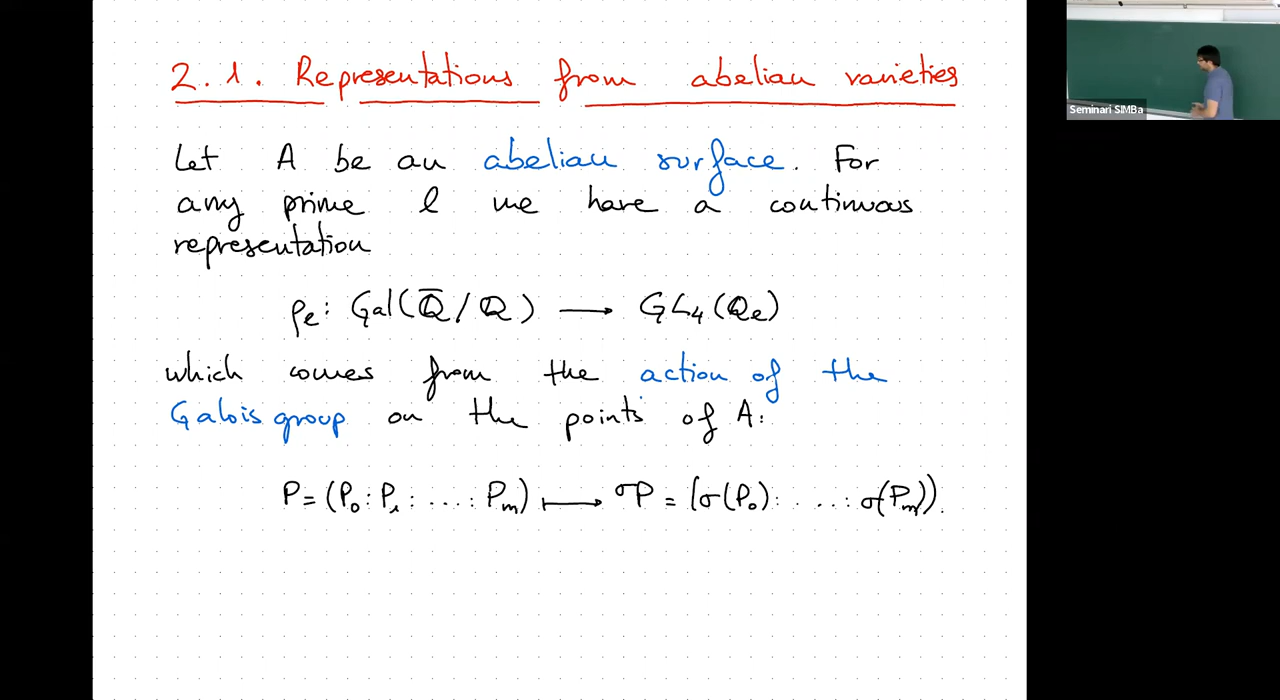 2.1. Representations from abelian varieties
Let A be an abelian surface. For
any prime ℓ we have a continuous
representation
ρ_ℓ: Gal(Q̄/Q) ⟶ GL₄(Q_ℓ)
which comes from the action of the
Galois group on the points of A:
P = (P₀:P₁: ....: Pₘ) ⟼ σP = (σ(P₀): ....: σ(Pₘ)).
Seminari SIMBa